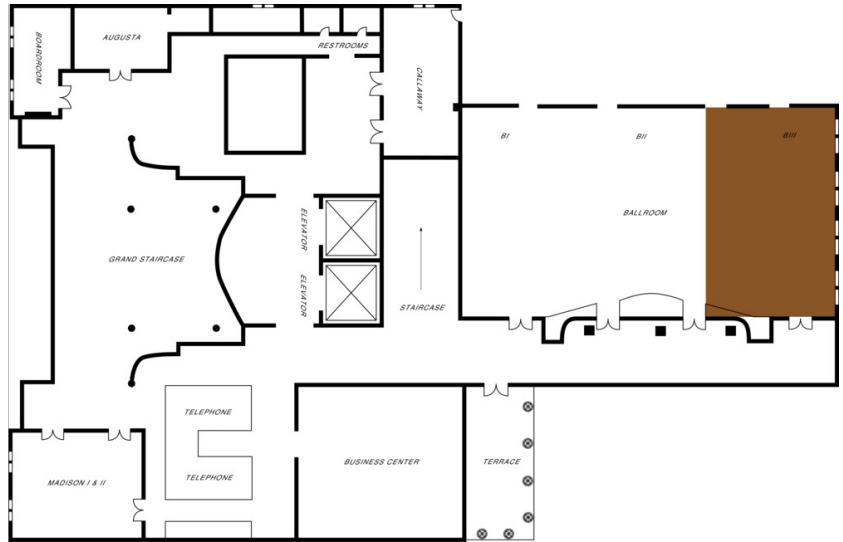 BOARDROOM
AUGUSTA
RESTROOMS
CALLAWAY
BI
BII
BIII
BALLROOM
GRAND STAIRCASE
ELEVATOR
ELEVATOR
STAIRCASE
TELEPHONE
TELEPHONE
BUSINESS CENTER
TERRACE
MADISON I & II